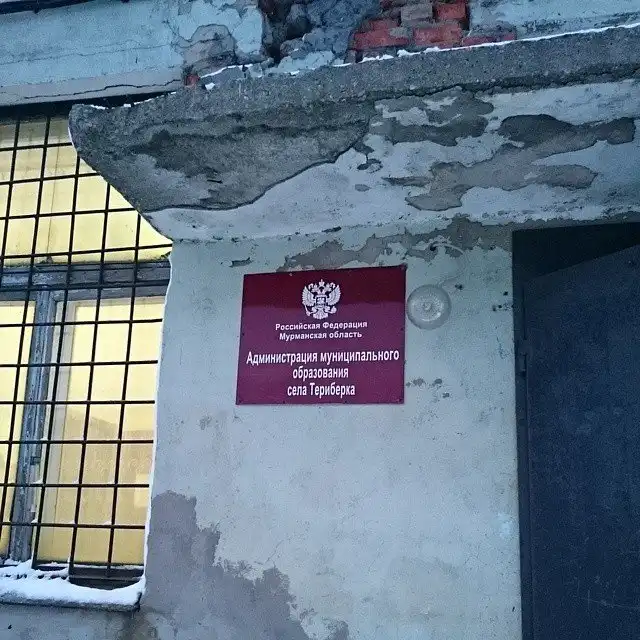 Российская Федерация
Мурманская область
Администрация муниципального
образования
села Териберка